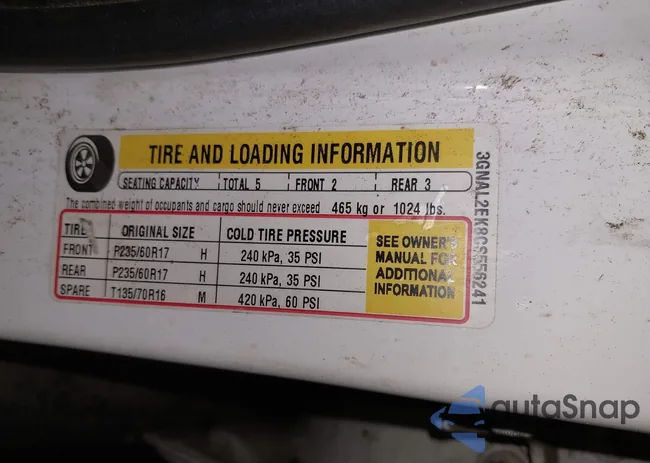 TIRE AND LOADING INFORMATION
SEATING CAPACITY TOTAL 5 FRONT 2 REAR 3
The combined weight of occupants and cargo should never exceed 465 kg or 1024 lbs.
TIRE ORIGINAL SIZE COLD TIRE PRESSURE
FRONT P235/60R17 H 240 kPa, 35 PSI
REAR P235/60R17 H 240 kPa, 35 PSI
SPARE T135/70R16 M 420 kPa, 60 PSI
SEE OWNER'S
MANUAL FOR
ADDITIONAL
INFORMATION
3GNAL2EK8CS556241
autoSnap